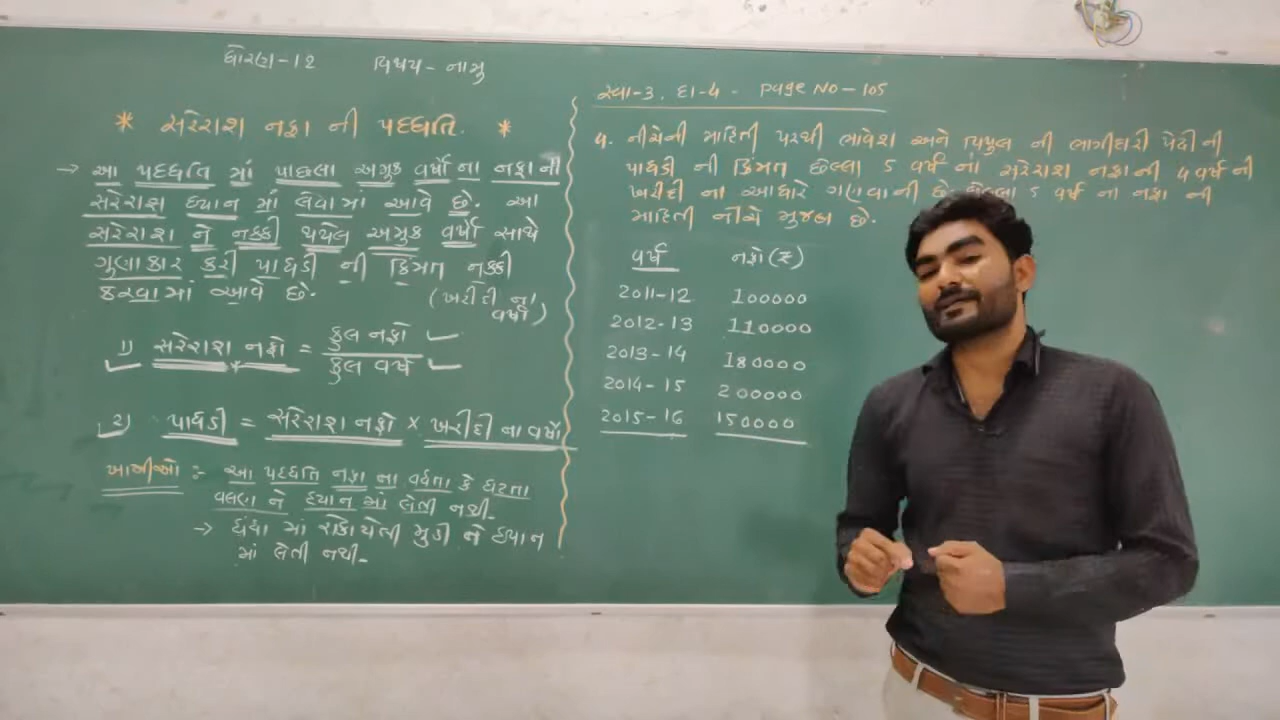 ધોરણ-12 વિષય - નામુ
* સરેરાશ નફા ની પદ્ધતિ. *
→ આ પદ્ધતિ માં પાછલા અમુક વર્ષો ના નફા ની
સરેરાશ ધ્યાન માં લેવામાં આવે છે. આ
સરેરાશ ને નક્કી થયેલ અમુક વર્ષો સાથે
ગુણાકાર કરી પાઘડી ની કિંમત નક્કી
કરવામાં આવે છે. (ખરીદી ના વર્ષો)
1) સરેરાશ નફો = કુલ નફો / કુલ વર્ષ
2) પાઘડી = સરેરાશ નફો × ખરીદી ના વર્ષો
ખામીઓ :- આ પદ્ધતિ નફા ના વધતા કે ઘટતા
વલણ ને ધ્યાન માં લેતી નથી.
→ ધંધા માં રોકાયેલી મુડી ને ધ્યાન
માં લેતી નથી.
સ્વા-3. દા-4 - Page NO - 105
4. નીચેની માહિતી પરથી ભાવેશ અને વિપુલ ની ભાગીદારી પેઢી ની
પાઘડી ની કિંમત છેલ્લા 5 વર્ષ ના સરેરાશ નફાની 4 વર્ષ ની
ખરીદી ના આધારે ગણવાની છે. છેલ્લા 5 વર્ષ ના નફા ની
માહિતી નીચે મુજબ છે.
વર્ષ નફો (₹)
2011-12 100000
2012-13 110000
2013-14 180000
2014-15 200000
2015-16 150000